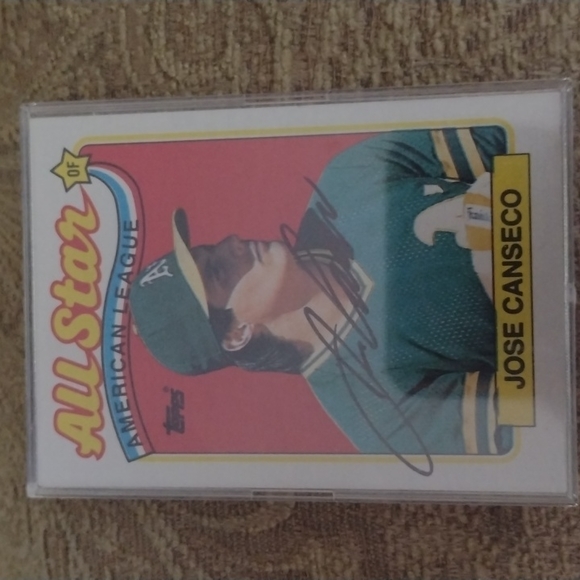 All Star
OF
AMERICAN LEAGUE
A's
TOPPS®
JOSE CANSECO